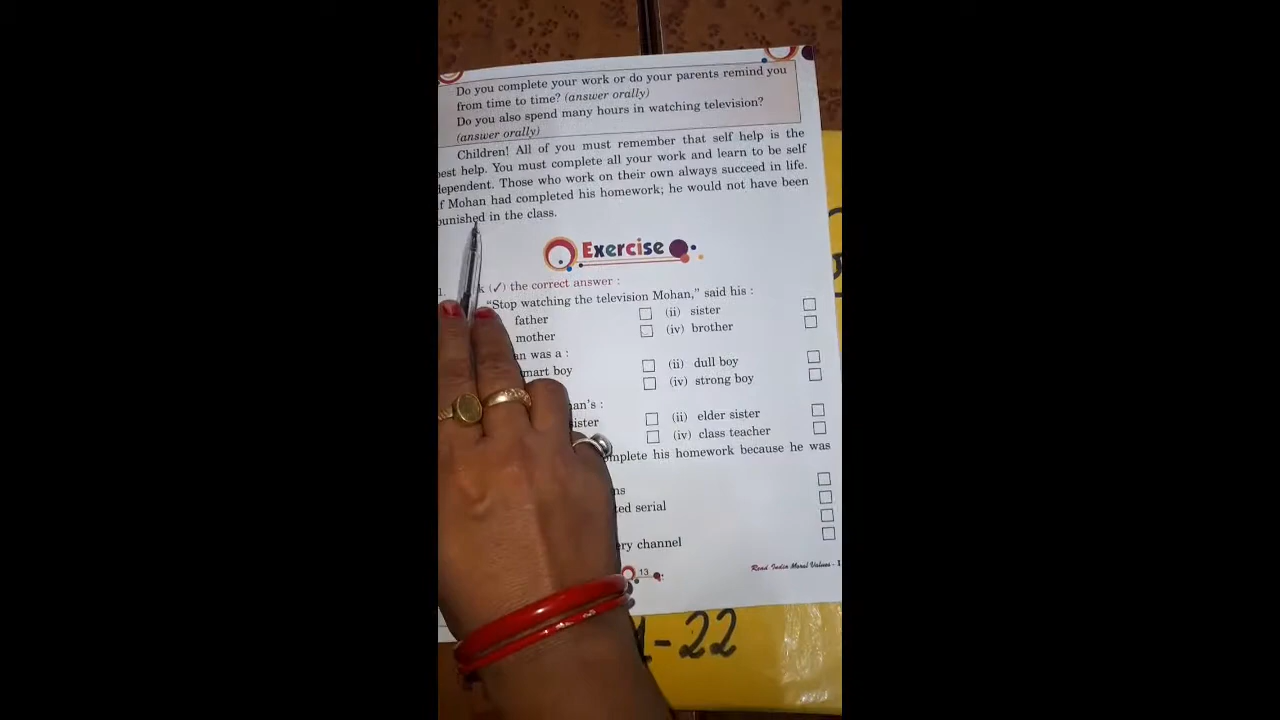 Do you complete your work or do your parents remind you
from time to time? (answer orally)
Do you also spend many hours in watching television?
(answer orally)
Children! All of you must remember that self help is the
est help. You must complete all your work and learn to be self
dependent. Those who work on their own always succeed in life.
f Mohan had completed his homework; he would not have been
punished in the class.
Exercise
1. k (✓) the correct answer :
"Stop watching the television Mohan," said his :
father (ii) sister
mother (iv) brother
an was a :
mart boy (ii) dull boy
(iv) strong boy
an's :
sister (ii) elder sister
(iv) class teacher
mplete his homework because he was
ns
ted serial
ery channel
13
Read India Moral Values - 1
1-22